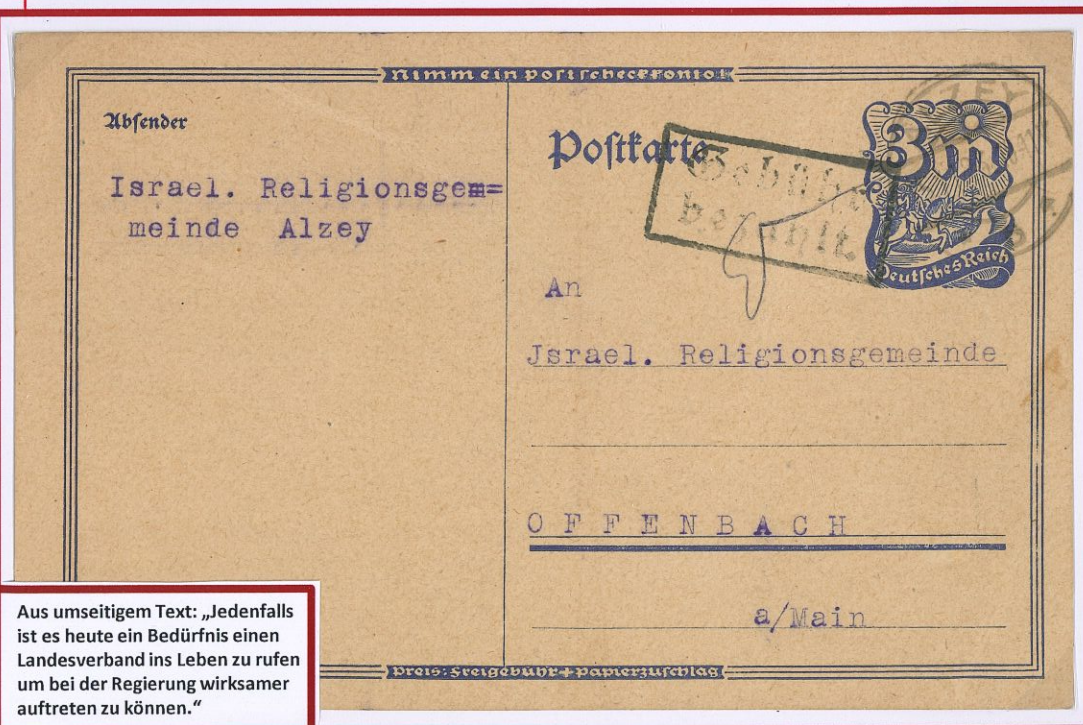 Nimm ein Postscheckkonto!
Absender
Israel. Religionsgem=
meinde Alzey
Postkarte
Gebühr
bezahlt.
3 m
Deutsches Reich
An
Jsrael. Religionsgemeinde
OFFENBACH
a/Main
Preis: Freigebühr + Papierzuschlag
Aus umseitigem Text: „Jedenfalls
ist es heute ein Bedürfnis einen
Landesverband ins Leben zu rufen
um bei der Regierung wirksamer
auftreten zu können.“